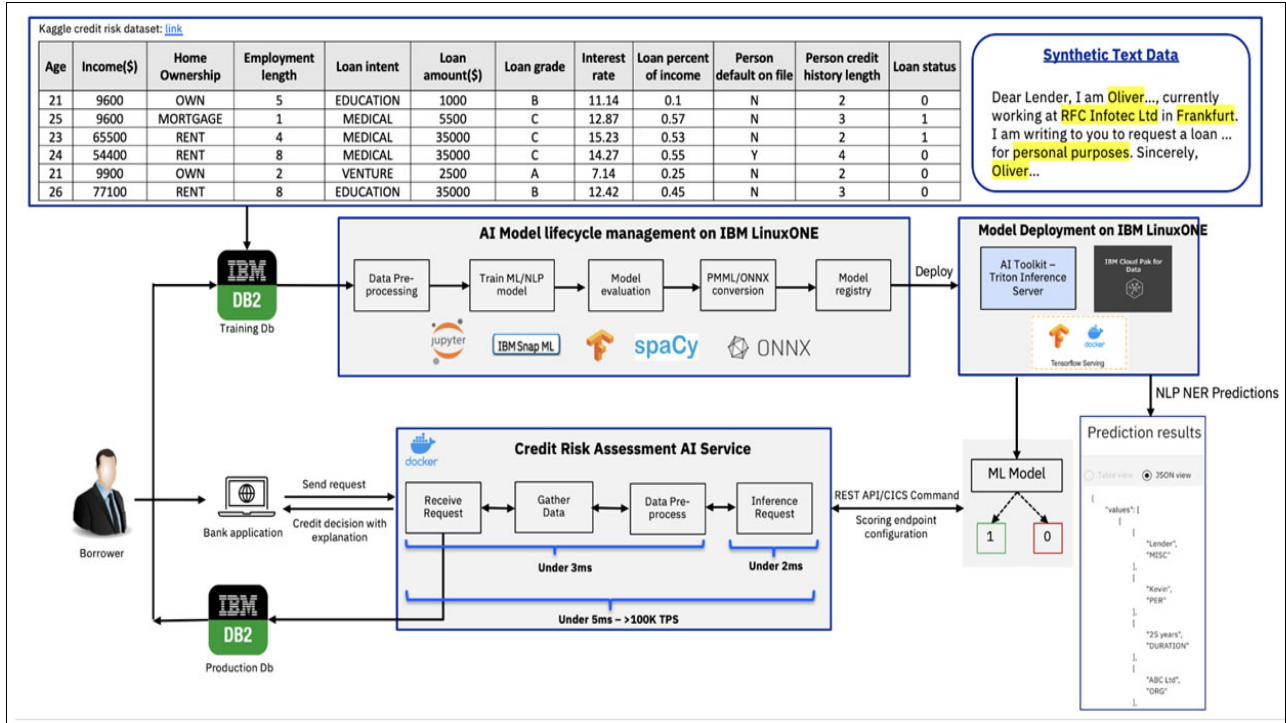 Kaggle credit risk dataset: link
Age Income($) Home Ownership Employment length Loan intent Loan amount($) Loan grade Interest rate Loan percent of income Person default on file Person credit history length Loan status
21 9600 OWN 5 EDUCATION 1000 B 11.14 0.1 N 2 0
25 9600 MORTGAGE 1 MEDICAL 5500 C 12.87 0.57 N 3 1
23 65500 RENT 4 MEDICAL 35000 C 15.23 0.53 N 2 1
24 54400 RENT 8 MEDICAL 35000 C 14.27 0.55 Y 4 0
21 9900 OWN 2 VENTURE 2500 A 7.14 0.25 N 2 0
26 77100 RENT 8 EDUCATION 35000 B 12.42 0.45 N 3 0
Synthetic Text Data
Dear Lender, I am Oliver..., currently
working at RFC Infotec Ltd in Frankfurt.
I am writing to you to request a loan ...
for personal purposes. Sincerely,
Oliver...
IBM
DB2
Training Db
AI Model lifecycle management on IBM LinuxONE
Data Pre-
processing
Train ML/NLP
model
Model
evaluation
PMML/ONNX
conversion
Model
registry
jupyter
IBM Snap ML
spaCy
ONNX
Deploy
Model Deployment on IBM LinuxONE
AI Toolkit –
Triton Inference
Server
IBM Cloud Pak for
Data
docker
Tensorflow Serving
NLP NER Predictions
Borrower
Bank application
Send request
Credit decision with
explanation
docker
Credit Risk Assessment AI Service
Receive
Request
Gather
Data
Data Pre-
process
Inference
Request
Under 3ms
Under 2ms
Under 5ms – >100K TPS
REST API/CICS Command
Scoring endpoint
configuration
ML Model
1
0
Prediction results
Table view
JSON view
{
"values": [
[
[
"Lender",
"MISC"
],
[
"Kevin",
"PER"
],
[
"25 years",
"DURATION"
],
[
"ABC Ltd",
"ORG"
],
IBM
DB2
Production Db